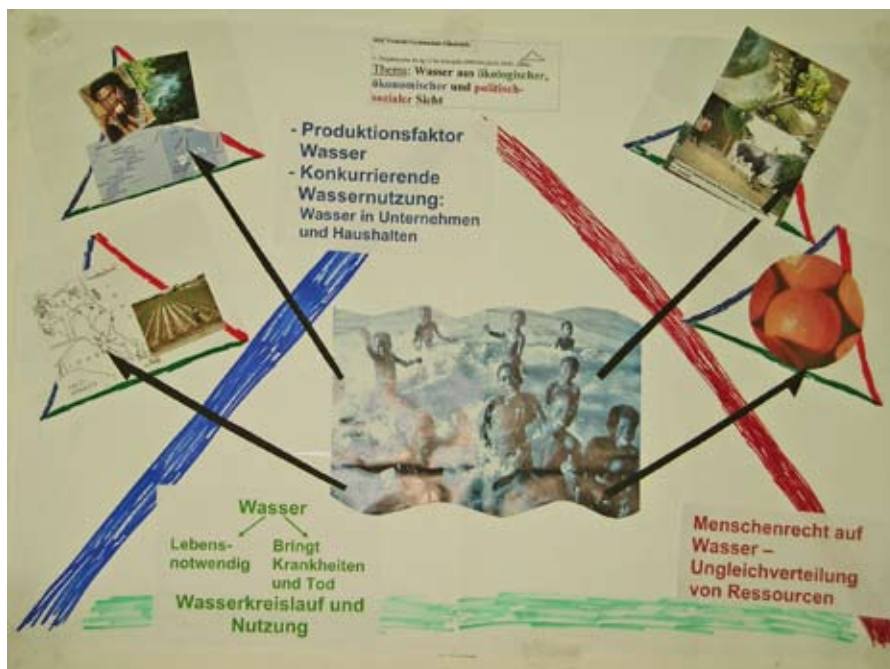 Thema: Wasser aus ökologischer,
ökonomischer und politisch-
sozialer Sicht
- Produktionsfaktor
Wasser
- Konkurrierende
Wassernutzung:
Wasser in Unternehmen
und Haushalten
Wasser
Lebens-
notwendig
Bringt
Krankheiten
und Tod
Wasserkreislauf und
Nutzung
Menschenrecht auf
Wasser –
Ungleichverteilung
von Ressourcen